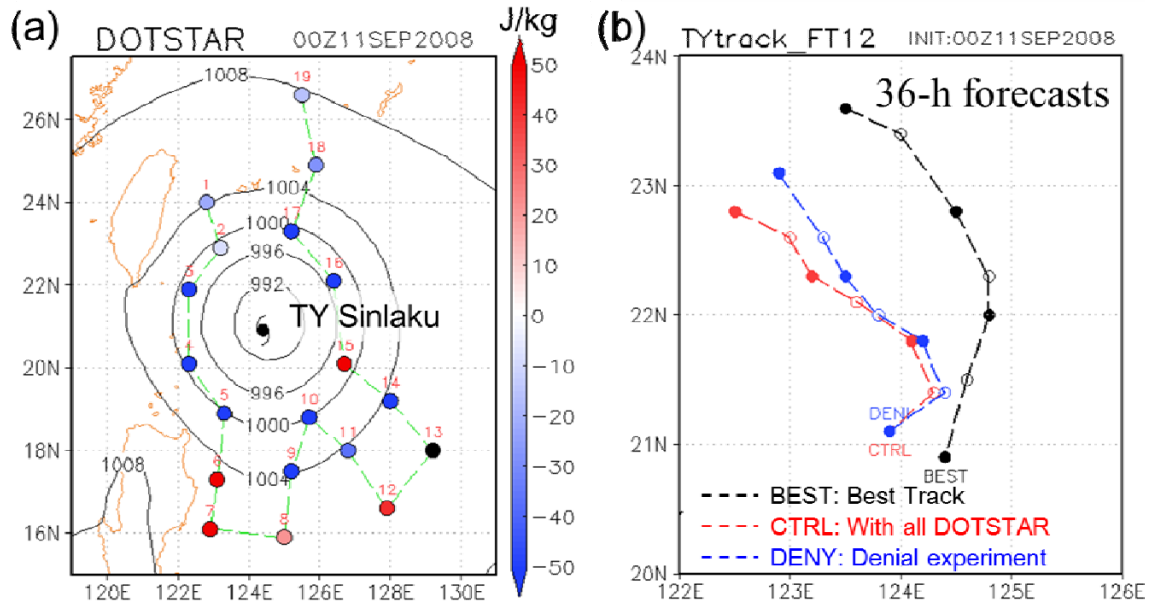 (a)
DOTSTAR
00Z11SEP2008
J/kg
1008
19
18
1
1004
2
17
1000
3
996
16
992
TY Sinlaku
4
15
996
14
5
10
1000
11
13
9
1004
6
1008
12
7
8
26N
24N
22N
20N
18N
16N
120E
122E
124E
126E
128E
130E
50
40
30
20
10
0
−10
−20
−30
−40
−50
(b)
TYtrack_FT12
INIT:00Z11SEP2008
36-h forecasts
24N
23N
22N
21N
20N
122E
123E
124E
125E
126E
DENY
CTRL
BEST
BEST: Best Track
CTRL: With all DOTSTAR
DENY: Denial experiment